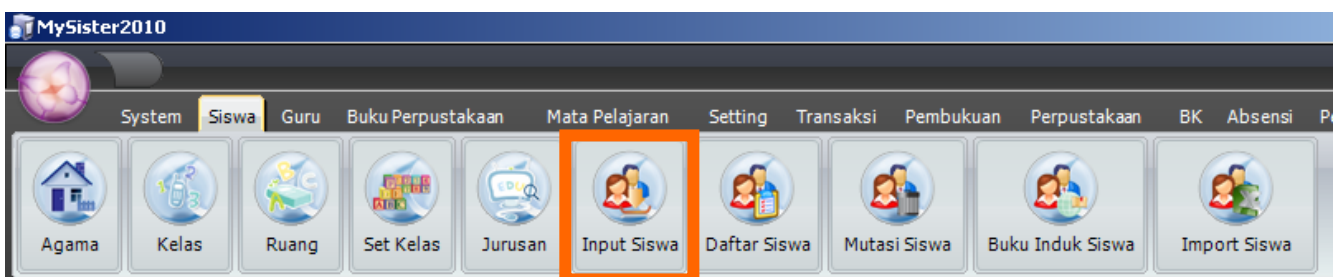 MySister2010
System Siswa Guru Buku Perpustakaan Mata Pelajaran Setting Transaksi Pembukuan Perpustakaan BK Absensi
Agama Kelas Ruang Set Kelas Jurusan Input Siswa Daftar Siswa Mutasi Siswa Buku Induk Siswa Import Siswa